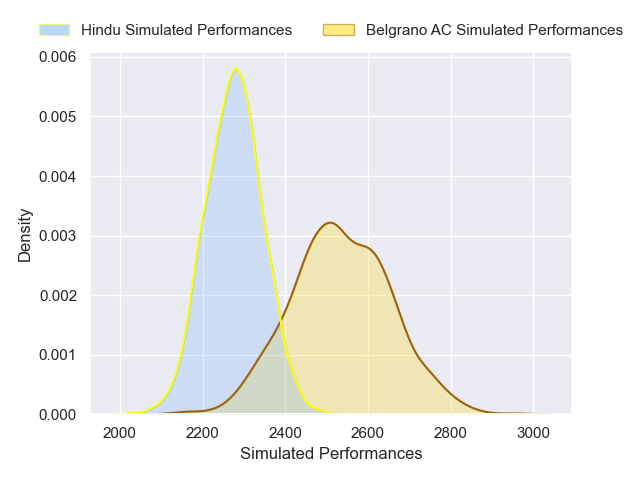 Hindu Simulated Performances Belgrano AC Simulated Performances
0.006
0.005
0.004
0.003
0.002
0.001
0.000
Density
2000 2200 2400 2600 2800 3000
Simulated Performances